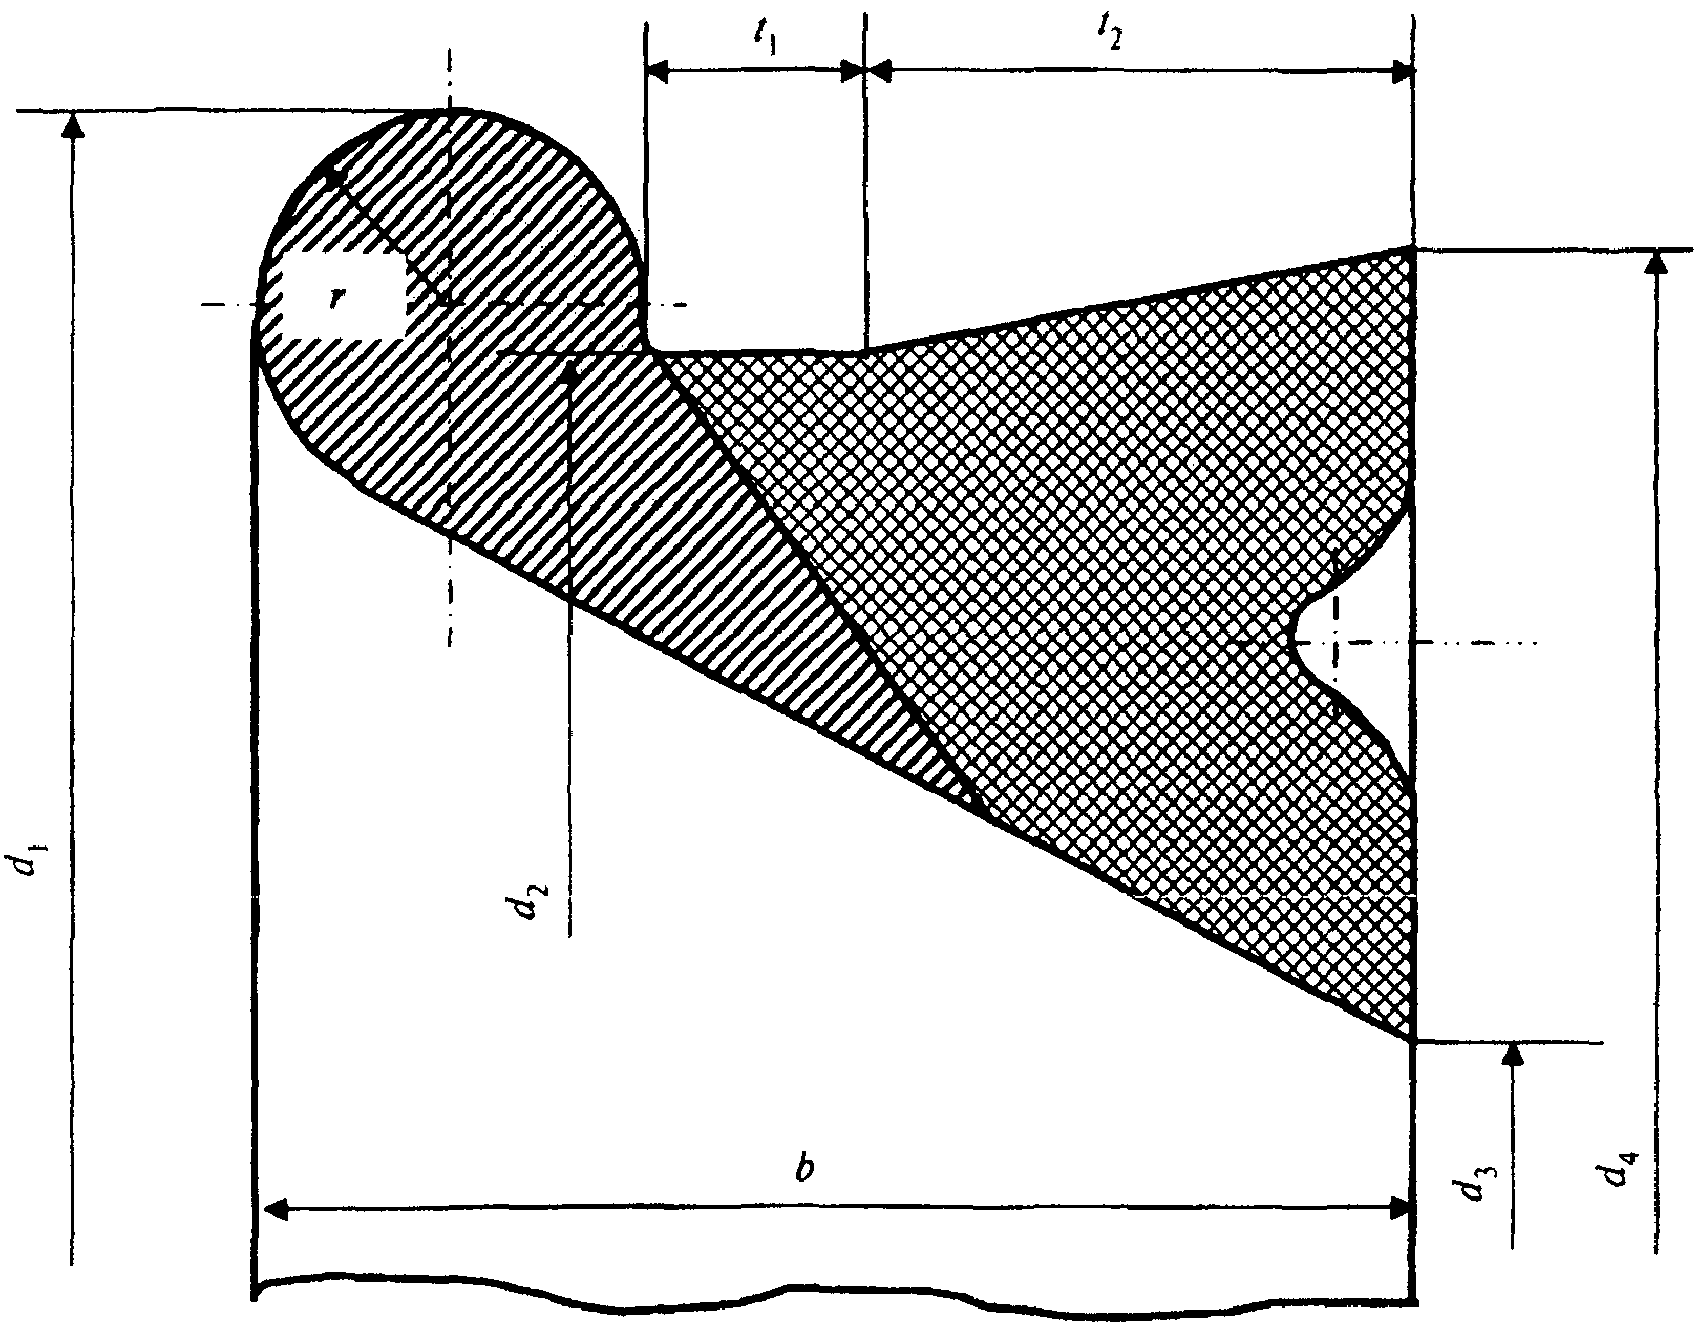 t₁
t₂
r
d₁
d₂
b
d₃
d₄